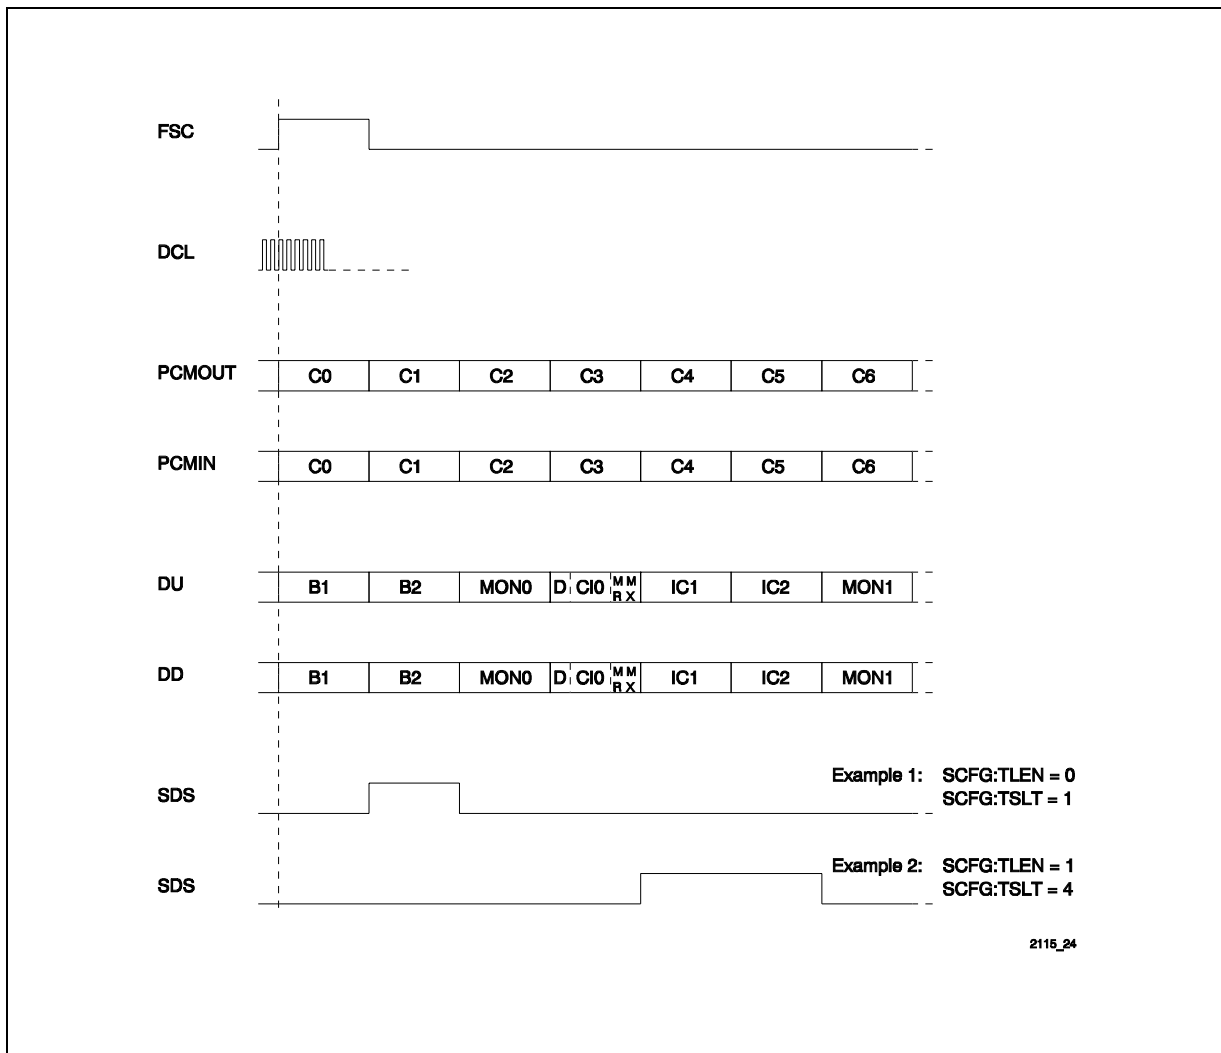 FSC
DCL
PCMOUT C0 C1 C2 C3 C4 C5 C6
PCMIN C0 C1 C2 C3 C4 C5 C6
DU B1 B2 MON0 D CI0 M M IC1 IC2 MON1
R X
DD B1 B2 MON0 D CI0 M M IC1 IC2 MON1
R X
SDS Example 1: SCFG:TLEN = 0
SCFG:TSLT = 1
SDS Example 2: SCFG:TLEN = 1
SCFG:TSLT = 4
2115_24